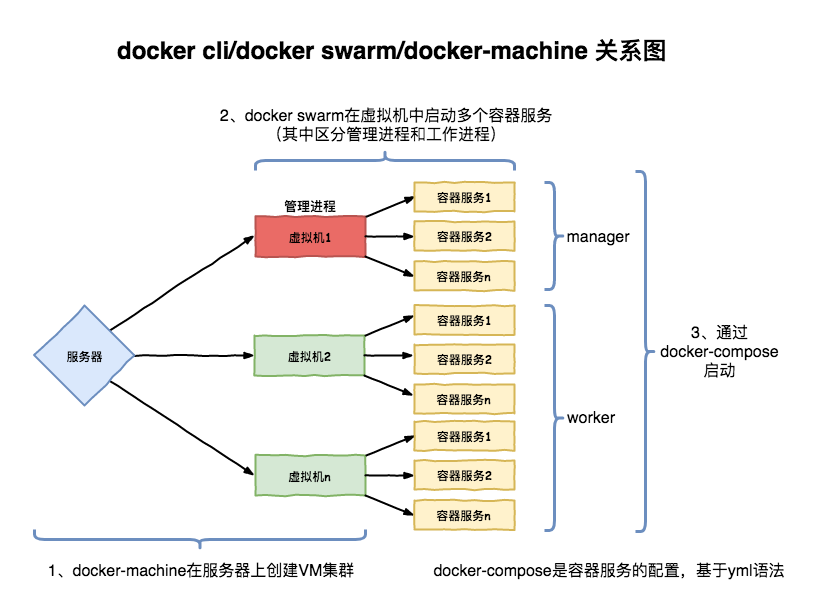 docker cli/docker swarm/docker-machine 关系图
2、docker swarm在虚拟机中启动多个容器服务
（其中区分管理进程和工作进程）
管理进程
虚拟机1
容器服务1
容器服务2
容器服务n
manager
服务器
虚拟机2
容器服务1
容器服务2
容器服务n
虚拟机n
容器服务1
容器服务2
容器服务n
worker
3、通过
docker-compose
启动
1、docker-machine在服务器上创建VM集群
docker-compose是容器服务的配置，基于yml语法